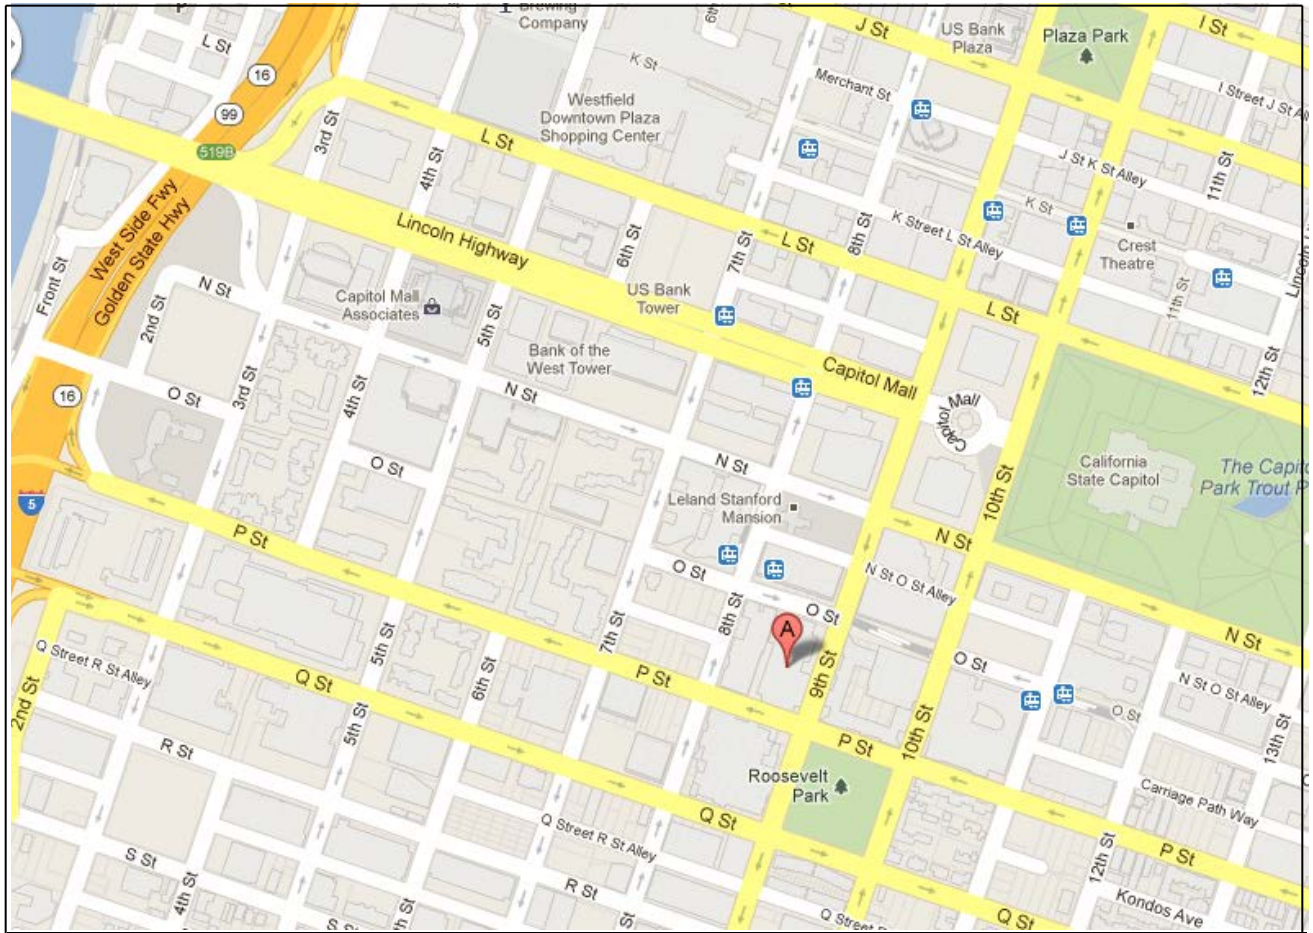 Brewing
Company
6th
J St
US Bank
Plaza
Plaza Park
I St
L St
16
K St
Merchant St
I Street J St
99
Westfield
Downtown Plaza
Shopping Center
3rd St
519B
L St
4th St
J St K St Alley
11th St
West Side Fwy
Golden State Hwy
Lincoln Highway
6th St
7th St
L St
8th St
K Street L St Alley
K St
Crest
Theatre
Front St
2nd St
N St
Capitol Mall
Associates
5th St
US Bank
Tower
L St
11th St
12th St
Bank of the
West Tower
Capitol Mall
16
O St
3rd St
4th St
N St
Capitol Mall
California
State Capitol
The
Park Trout
O St
N St
Leland Stanford
Mansion
10th St
5
P St
N St
O St
N St O St Alley
8th St
O St
A
N St
Q Street R St Alley
5th St
7th St
6th St
P St
9th St
O St
N St O St Alley
2nd St
Q St
5th St
10th St
O St
R St
P St
13th St
Roosevelt
Park
Carriage Path Way
Q St
Q Street R St Alley
S St
12th St
P St
4th St
R St
Kondos Ave
Q St